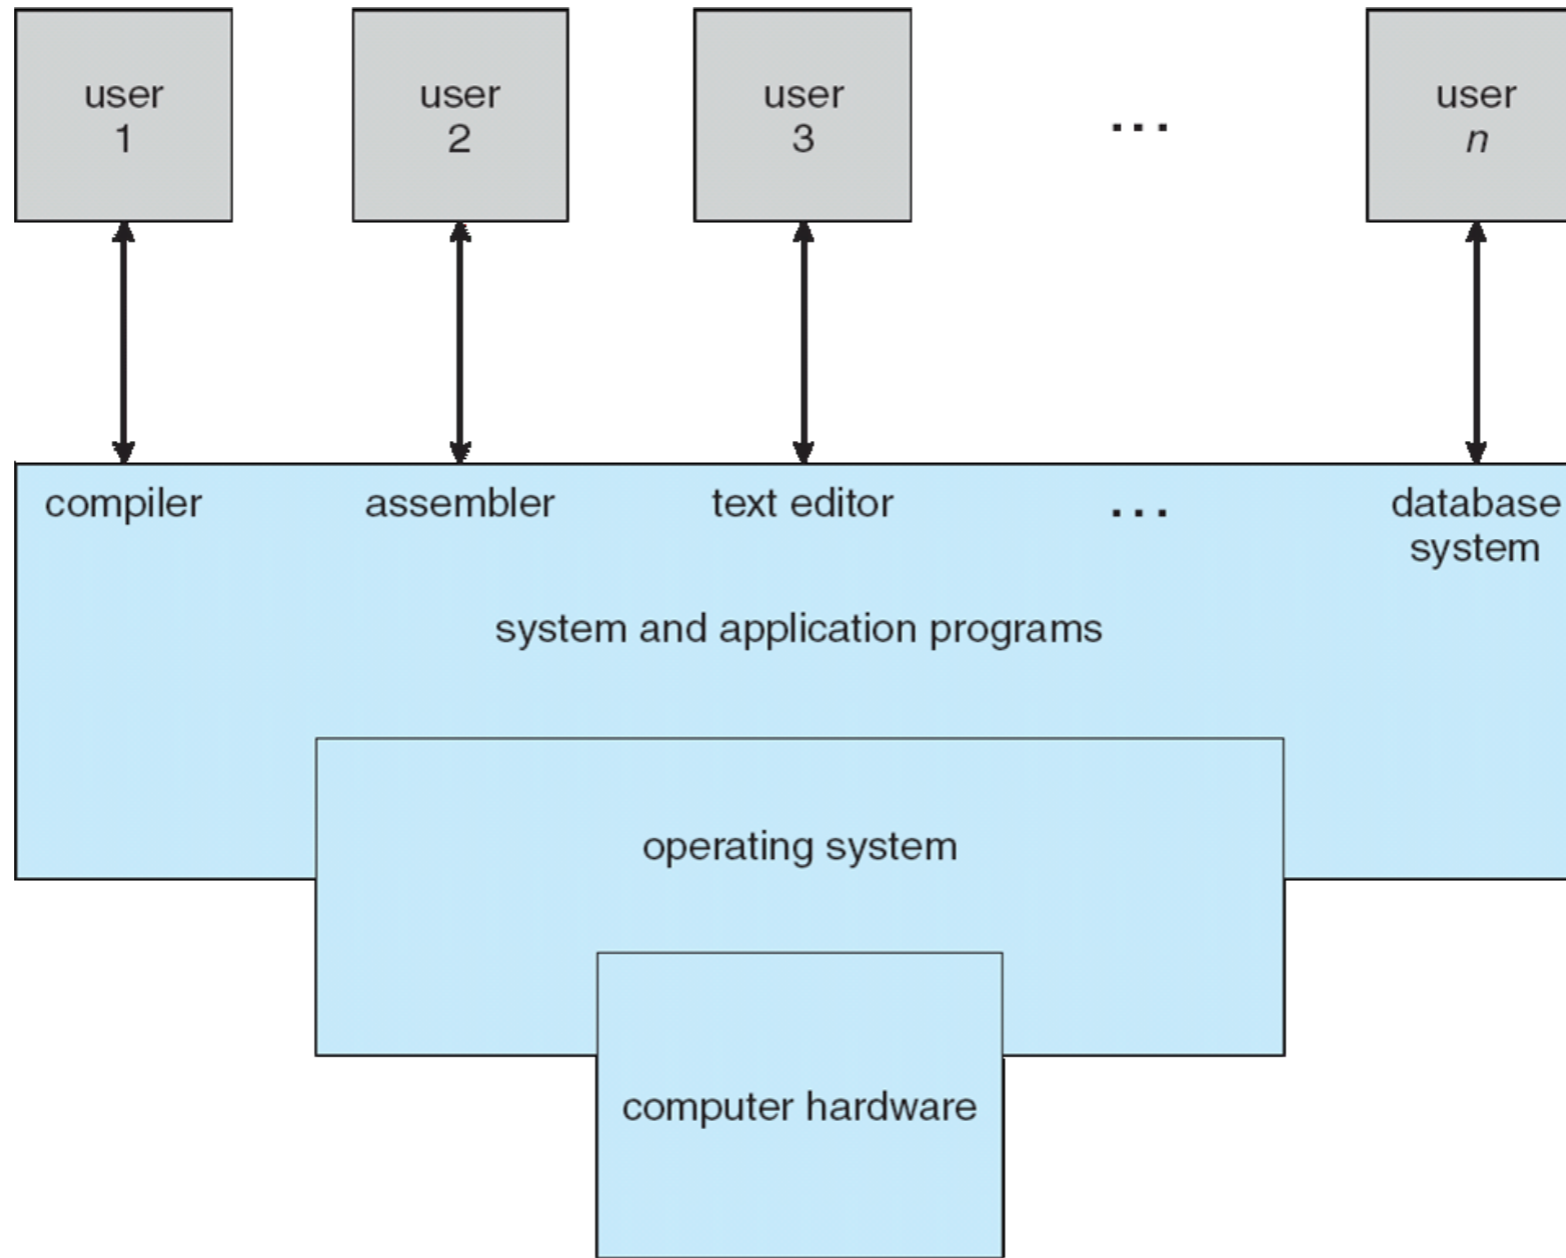 user
1
user
2
user
3
...
user
n
compiler
assembler
text editor
...
database
system
system and application programs
operating system
computer hardware